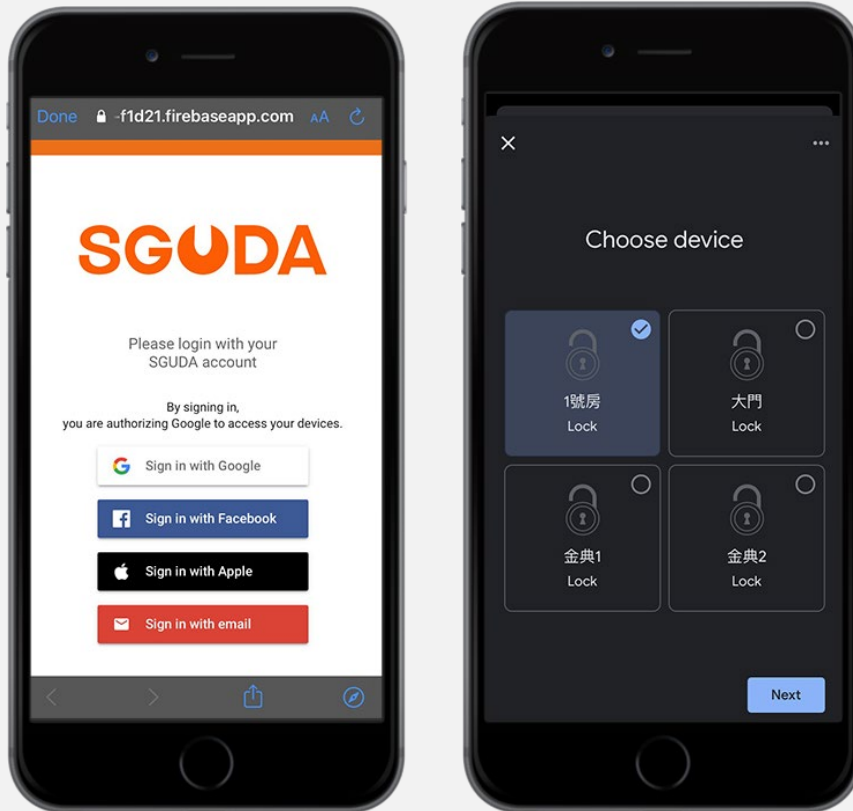 Done -f1d21.firebaseapp.com AA
SGUDA
Please login with your
SGUDA account
By signing in,
you are authorizing Google to access your devices.
Sign in with Google
Sign in with Facebook
Sign in with Apple
Sign in with email
Choose device
1號房
Lock
大門
Lock
金典1
Lock
金典2
Lock
Next